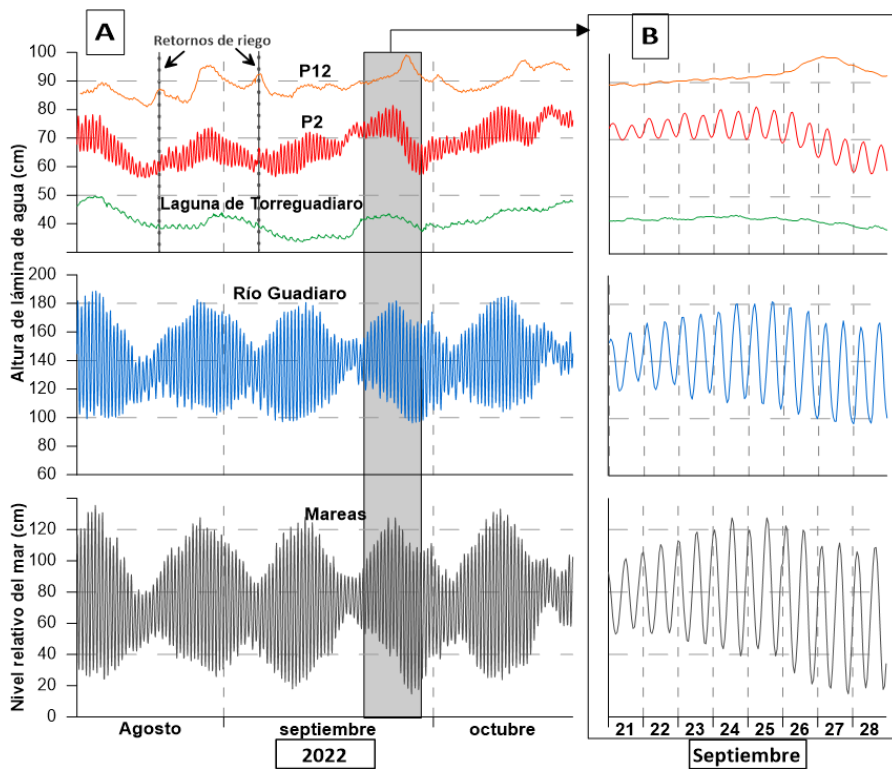 A
B
Retornos de riego
P12
P2
Laguna de Torreguadiaro
Altura de lámina de agua (cm)
100
90
80
70
60
50
40
Río Guadiaro
200
180
160
140
120
100
80
60
Mareas
Nivel relativo del mar (cm)
120
100
80
60
40
20
0
Agosto septiembre octubre
2022
21 22 23 24 25 26 27 28
Septiembre